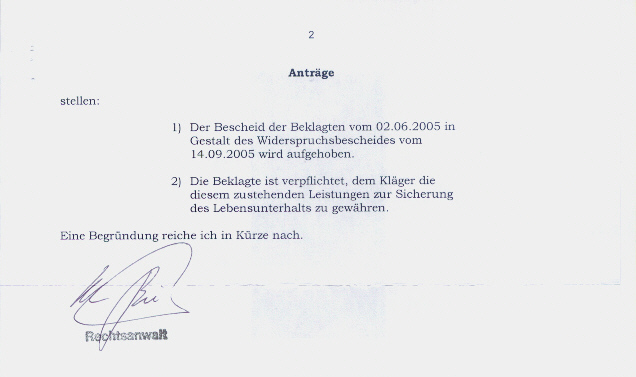 2
Anträge
stellen:
1) Der Bescheid der Beklagten vom 02.06.2005 in
Gestalt des Widerspruchsbescheides vom
14.09.2005 wird aufgehoben.
2) Die Beklagte ist verpflichtet, dem Kläger die
diesem zustehenden Leistungen zur Sicherung
des Lebensunterhalts zu gewähren.
Eine Begründung reiche ich in Kürze nach.
Rechtsanwalt